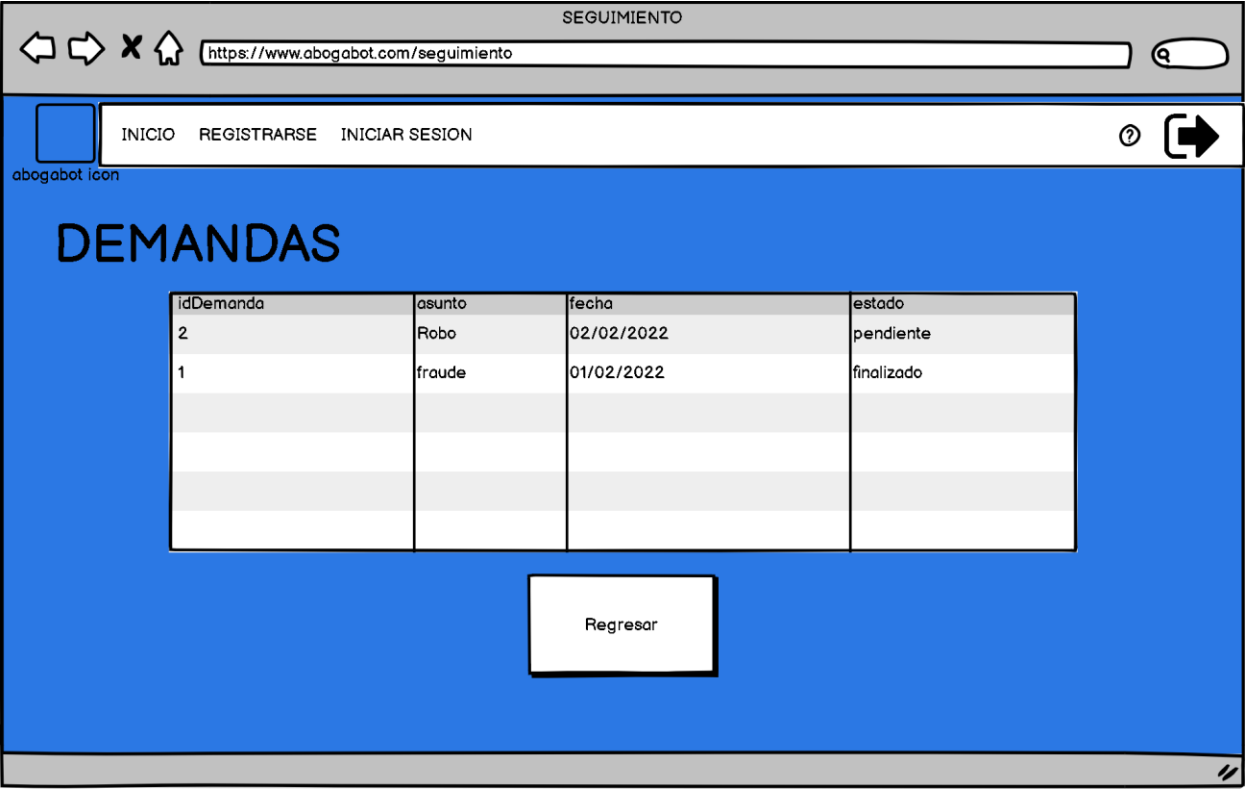 SEGUIMIENTO
https://www.abogabot.com/seguimiento
INICIO REGISTRARSE INICIAR SESION ?
abogabot icon
DEMANDAS
idDemanda asunto fecha estado
2 Robo 02/02/2022 pendiente
1 fraude 01/02/2022 finalizado
Regresar